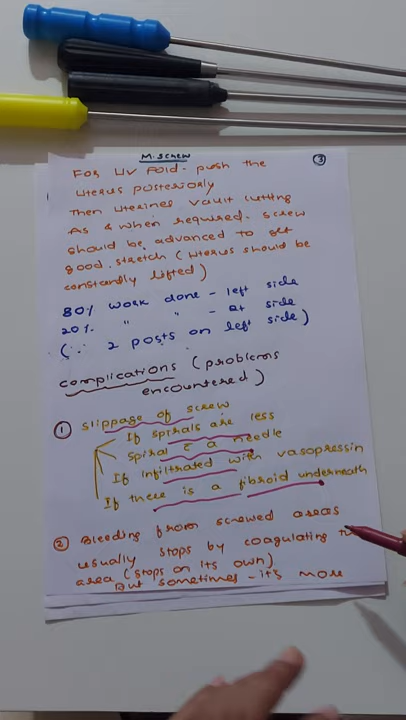 M. screw
③
For UV Fold - push the
Uterus posteriorly
Then Uterines vault cutting
As & when required. screw
should be advanced to get
good stretch (Uterus should be
constantly lifted)
80% work done - left side
20% " " - Rt side
(∵ 2 posts on left side)
complications (problems
encountered)
① Slippage of screw
If spirals are less
Spiral c̄ a needle
If infiltrated with vasopressin
If there is a fibroid underneath
② Bleeding from screwed areas
usually stops by coagulating
area (stops on its own)
But sometimes - it's more